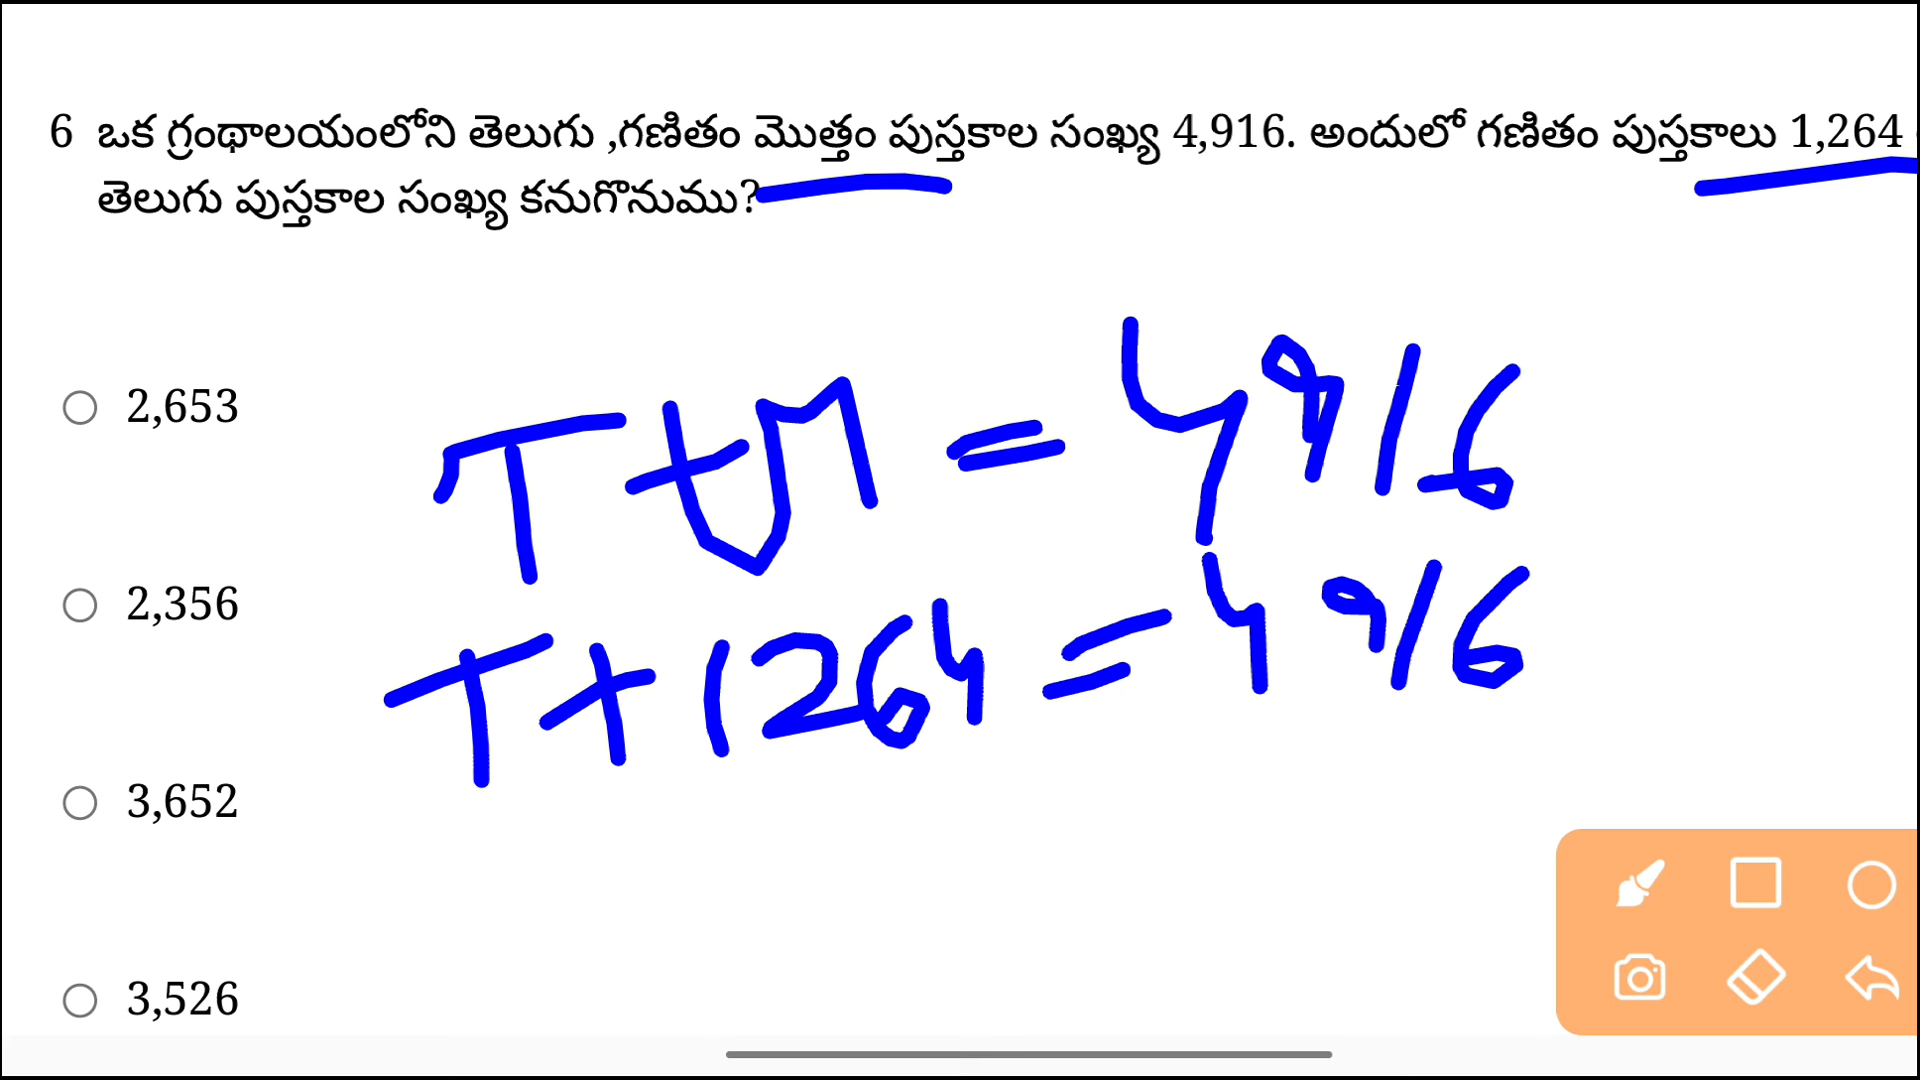 6 ఒక గ్రంథాలయంలోని తెలుగు ,గణితం మొత్తం పుస్తకాల సంఖ్య 4,916. అందులో గణితం పుస్తకాలు 1,264
తెలుగు పుస్తకాల సంఖ్య కనుగొనుము?
2,653
T+M = 4916
2,356
T+1264 = 4916
3,652
3,526